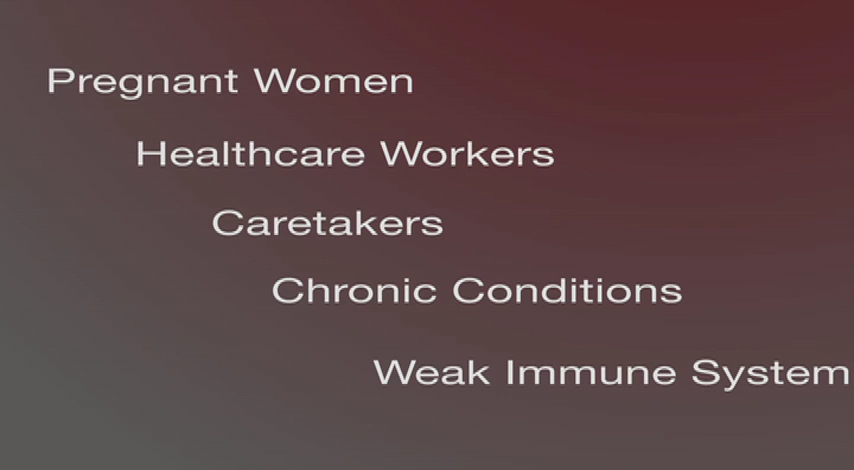 Pregnant Women
Healthcare Workers
Caretakers
Chronic Conditions
Weak Immune System